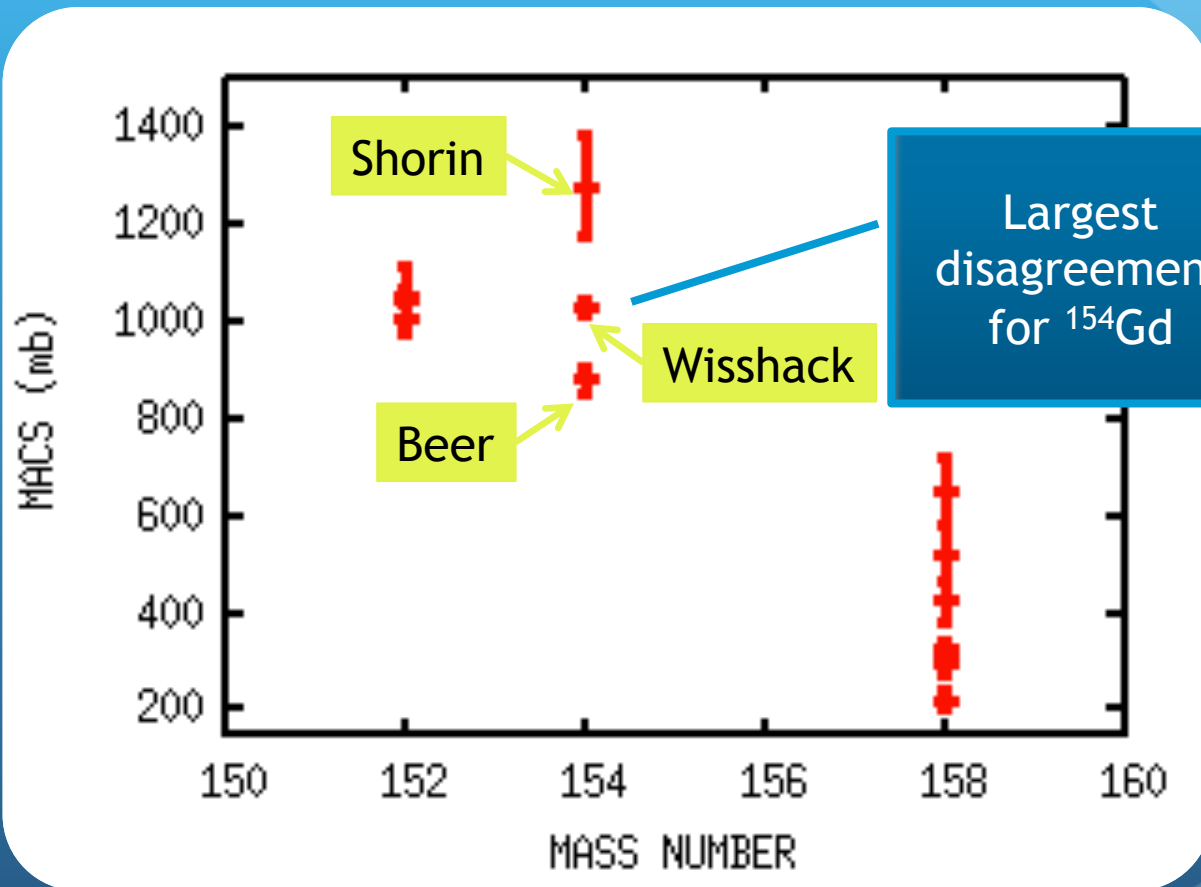 1400
1200
1000
800
600
400
200
MACS (mb)
150 152 154 156 158 160
MASS NUMBER
Shorin
Wisshack
Beer
Largest
disagreemen
for ¹⁵⁴Gd